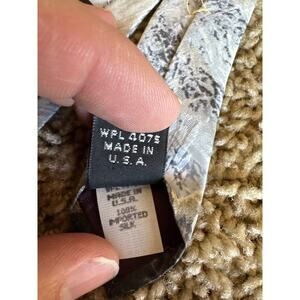 WPL 4075
MADE IN
U.S.A.
MADE IN
U.S.A.
100%
IMPORTED
SILK